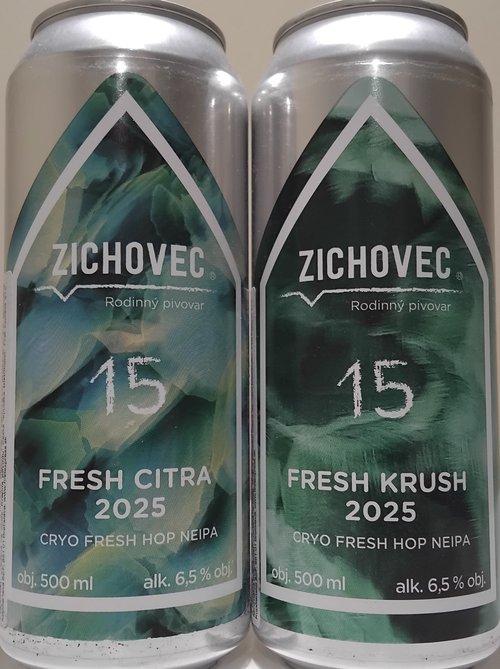 ZICHOVEC
Rodinný pivovar
15
FRESH CITRA
2025
CRYO FRESH HOP NEIPA
obj. 500 ml alk. 6,5 % obj.
ZICHOVEC
Rodinný pivovar
15
FRESH KRUSH
2025
CRYO FRESH HOP NEIPA
obj. 500 ml alk. 6,5 % obj.